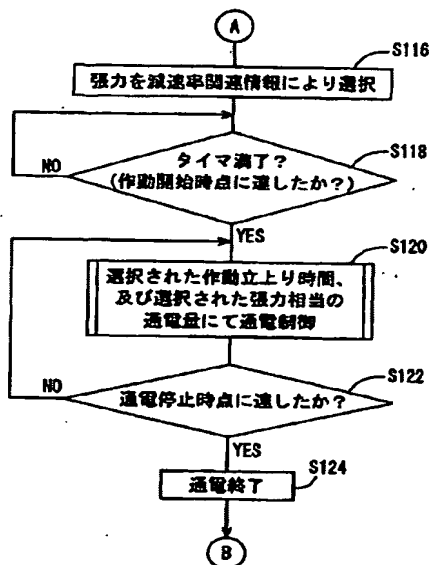 A
S116
張力を減速率関連情報により選択
S118
タイマ満了?
(作動開始時点に達したか?)
NO
YES
S120
選択された作動立上り時間、
及び選択された張力相当の
通電量にて通電制御
S122
通電停止時点に達したか?
NO
YES
S124
通電終了
B